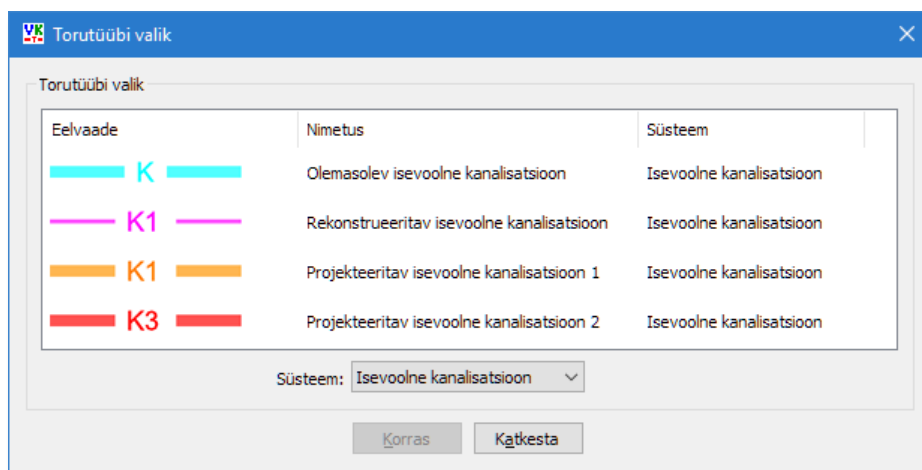 VK
-T-
Torutüübi valik
Torutüübi valik
Eelvaade Nimetus Süsteem
K Olemasolev isevoolne kanalisatsioon Isevoolne kanalisatsioon
K1 Rekonstrueeritav isevoolne kanalisatsioon Isevoolne kanalisatsioon
K1 Projekteeritav isevoolne kanalisatsioon 1 Isevoolne kanalisatsioon
K3 Projekteeritav isevoolne kanalisatsioon 2 Isevoolne kanalisatsioon
Süsteem: Isevoolne kanalisatsioon
Korras Katkesta